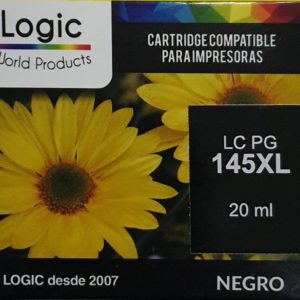 Logic
World Products
CARTRIDGE COMPATIBLE
PARA IMPRESORAS
LC PG
145XL
20 ml
LOGIC desde 2007
NEGRO